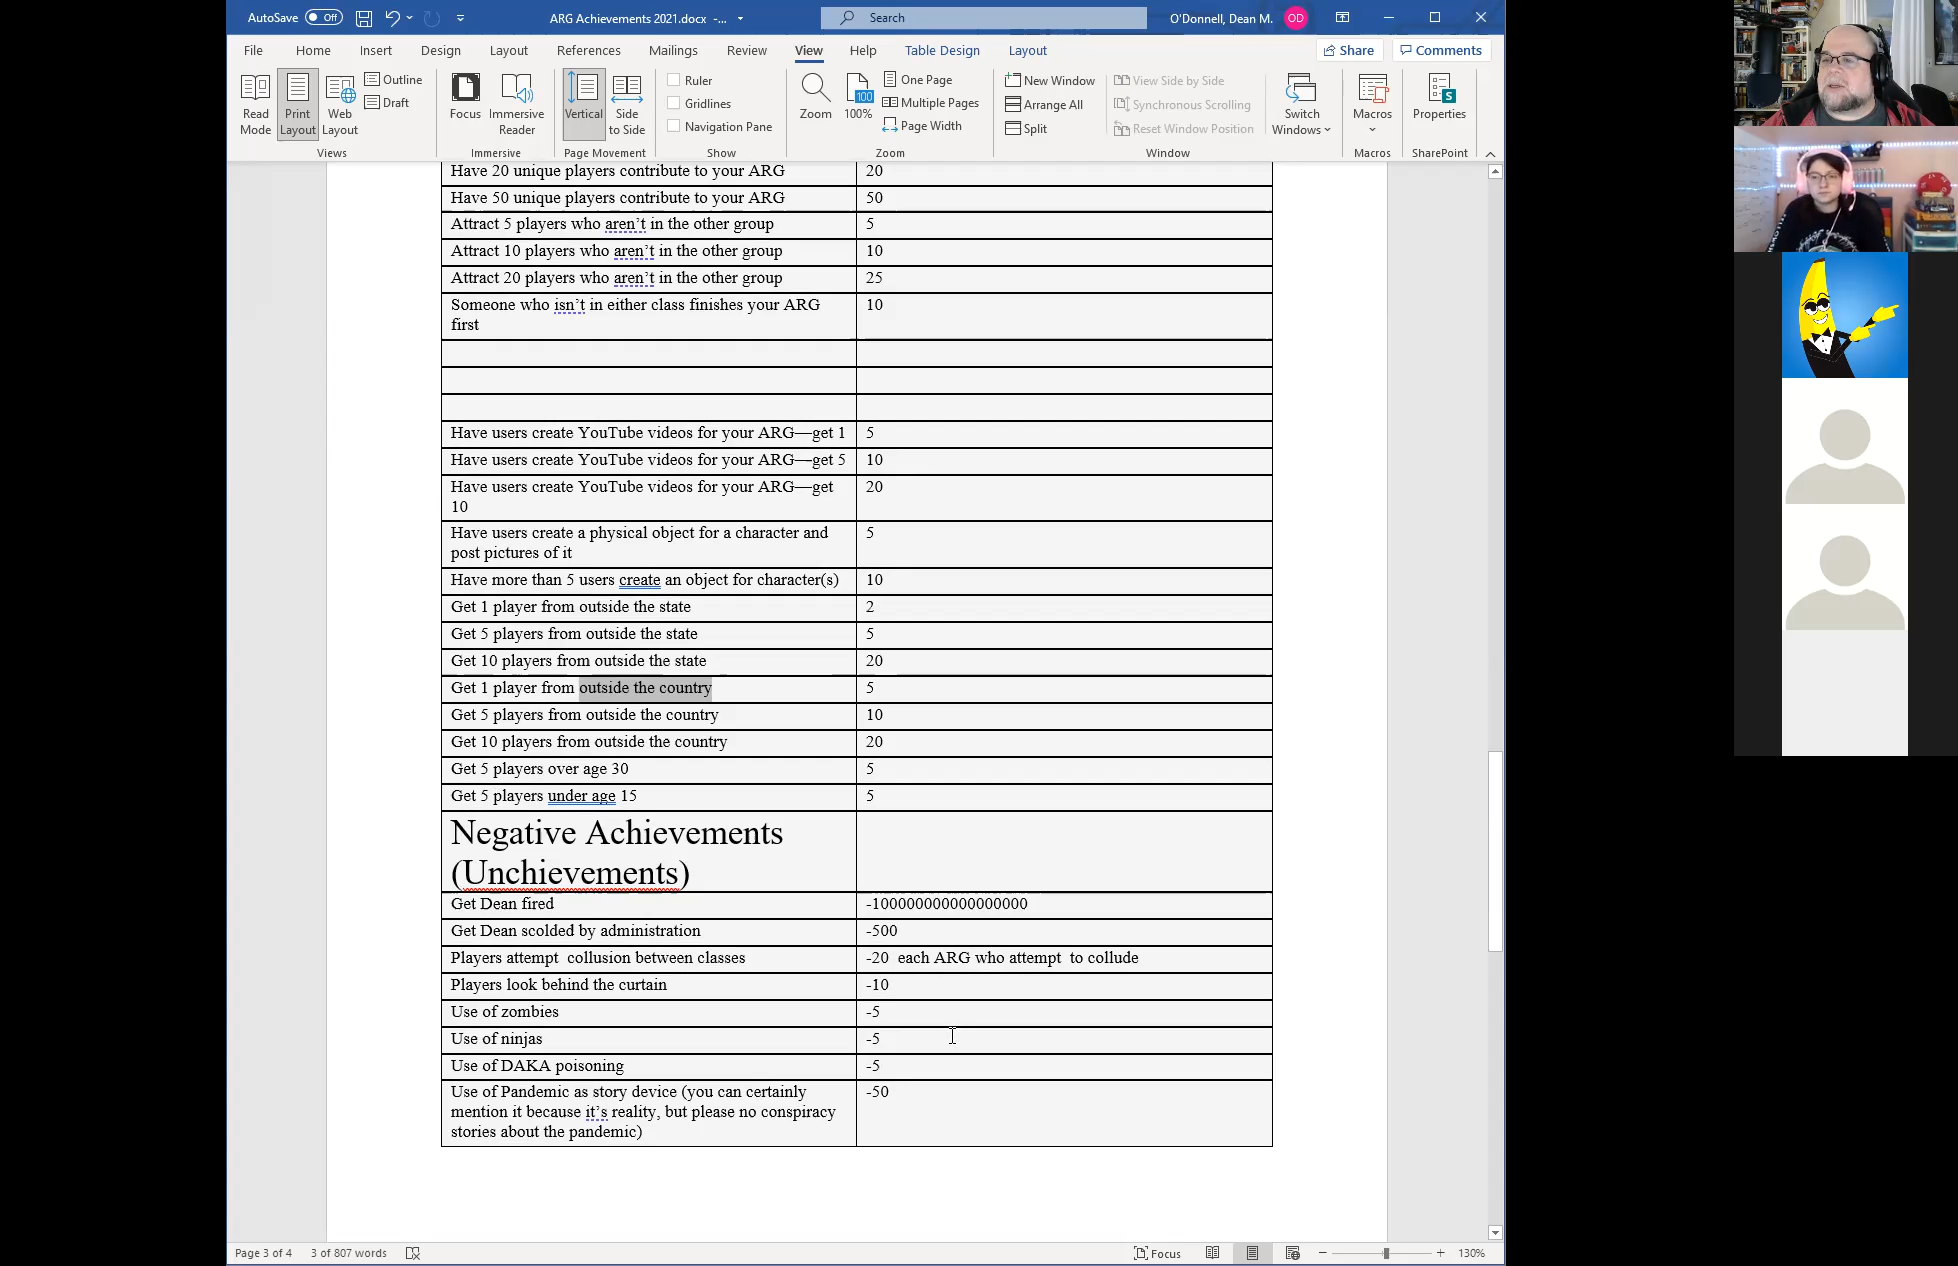 AutoSave Off ARG Achievements 2021.docx -... Search O'Donnell, Dean M. OD
File Home Insert Design Layout References Mailings Review View Help Table Design Layout Share Comments
Read Mode Print Layout Web Layout Outline Draft Views
Focus Immersive Reader Immersive
Vertical Side to Side Page Movement
Ruler Gridlines Navigation Pane Show
Zoom 100 100% One Page Multiple Pages Page Width Zoom
New Window Arrange All Split View Side by Side Synchronous Scrolling Reset Window Position Switch Windows Window
Macros Macros
S Properties SharePoint
Have 20 unique players contribute to your ARG 20
Have 50 unique players contribute to your ARG 50
Attract 5 players who aren't in the other group 5
Attract 10 players who aren't in the other group 10
Attract 20 players who aren't in the other group 25
Someone who isn't in either class finishes your ARG 10
first
Have users create YouTube videos for your ARG—get 1 5
Have users create YouTube videos for your ARG—get 5 10
Have users create YouTube videos for your ARG—get 20
10
Have users create a physical object for a character and 5
post pictures of it
Have more than 5 users create an object for character(s) 10
Get 1 player from outside the state 2
Get 5 players from outside the state 5
Get 10 players from outside the state 20
Get 1 player from outside the country 5
Get 5 players from outside the country 10
Get 10 players from outside the country 20
Get 5 players over age 30 5
Get 5 players under age 15 5
Negative Achievements
(Unchievements)
Get Dean fired -100000000000000000
Get Dean scolded by administration -500
Players attempt  collusion between classes -20  each ARG who attempt  to collude
Players look behind the curtain -10
Use of zombies -5
Use of ninjas -5
Use of DAKA poisoning -5
Use of Pandemic as story device (you can certainly -50
mention it because it's reality, but please no conspiracy
stories about the pandemic)
Page 3 of 4 3 of 807 words Focus 130%